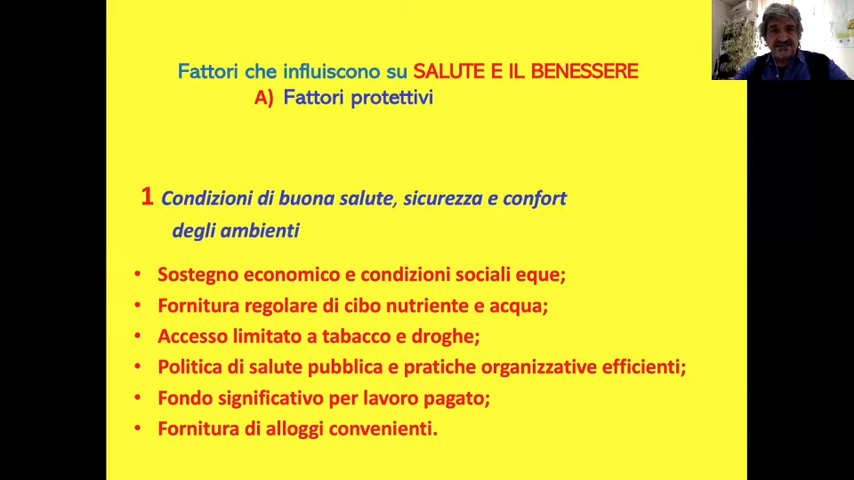 Fattori che influiscono su SALUTE E IL BENESSERE
A) Fattori protettivi
1 Condizioni di buona salute, sicurezza e confort
degli ambienti
• Sostegno economico e condizioni sociali eque;
• Fornitura regolare di cibo nutriente e acqua;
• Accesso limitato a tabacco e droghe;
• Politica di salute pubblica e pratiche organizzative efficienti;
• Fondo significativo per lavoro pagato;
• Fornitura di alloggi convenienti.